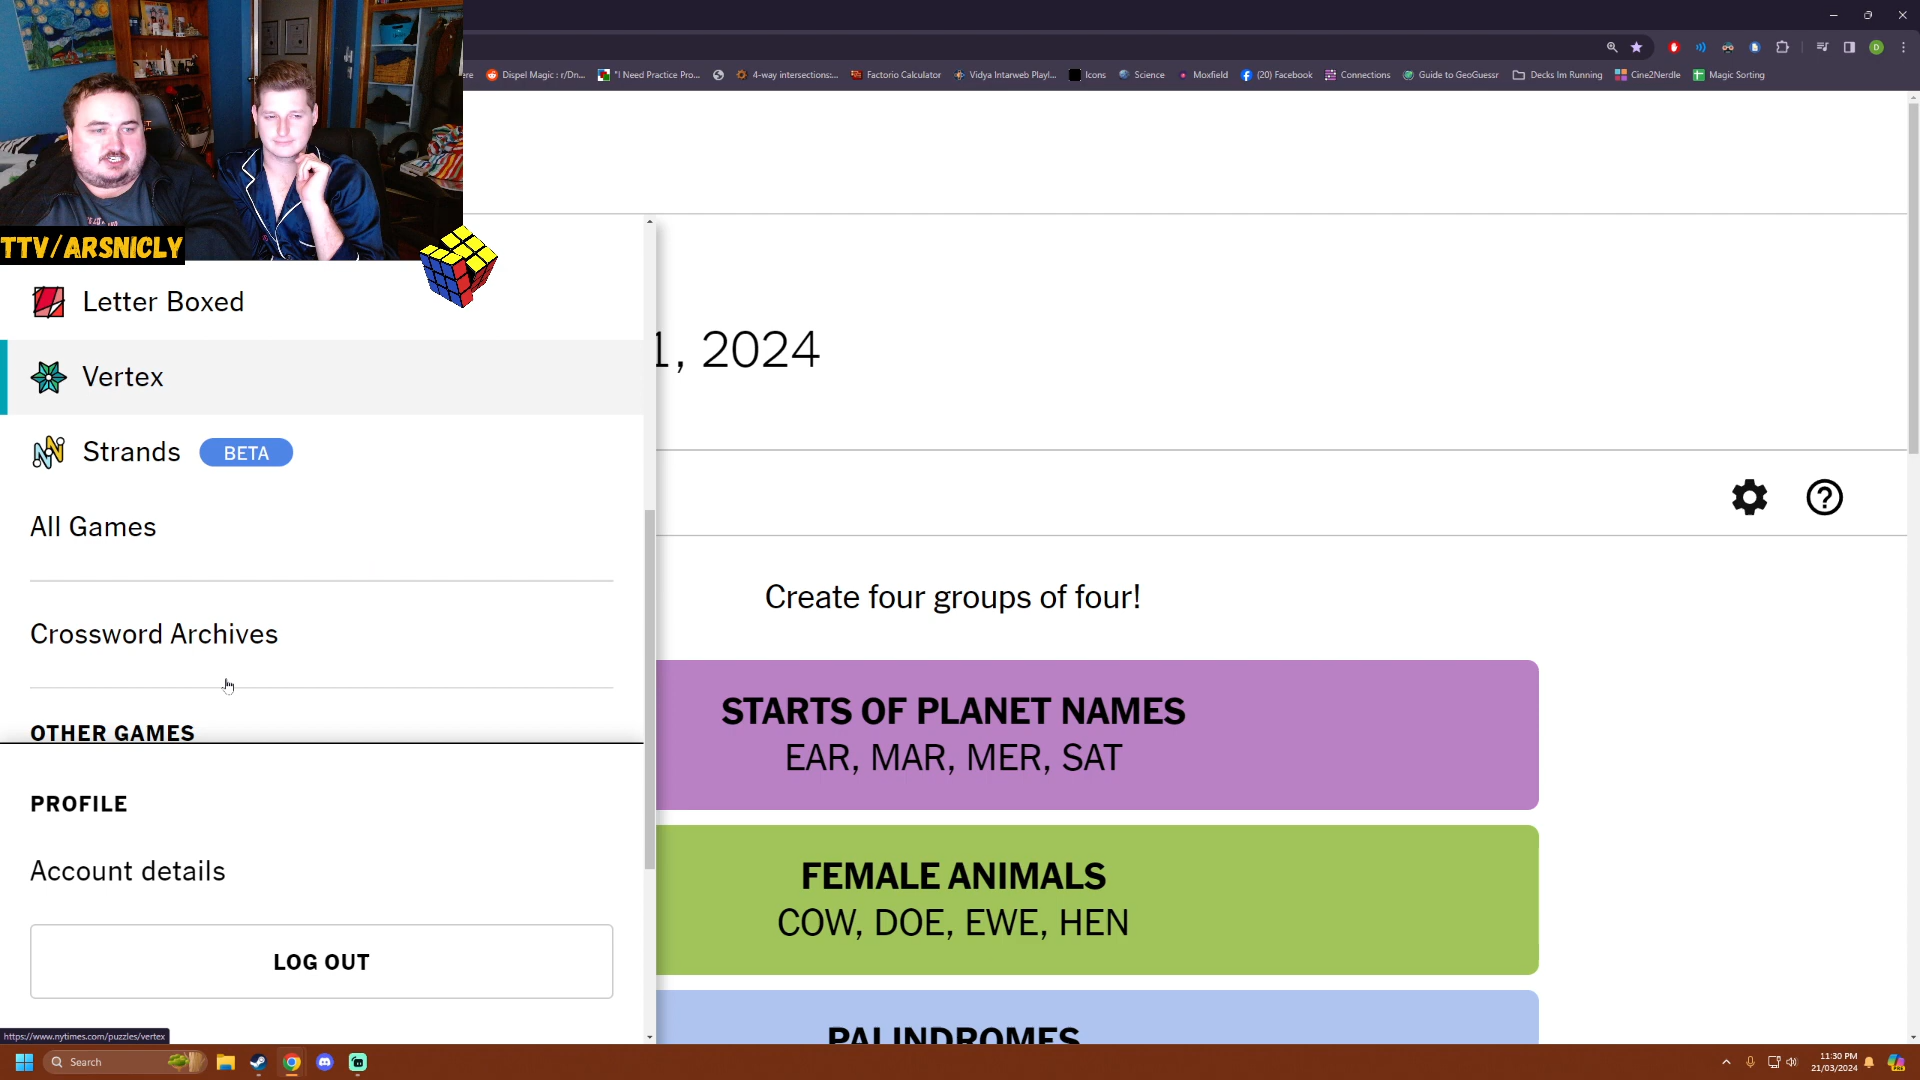 ere
Dispel Magic : r/Dn...
"I Need Practice Pro...
4-way intersections:...
Factorio Calculator
Vidya Intarweb Playl...
Icons
Science
Moxfield
(20) Facebook
Connections
Guide to GeoGuessr
Decks Im Running
Cine2Nerdle
Magic Sorting
TTV/ARSNICLY
Letter Boxed
Vertex
Strands BETA
All Games
Crossword Archives
OTHER GAMES
PROFILE
Account details
LOG OUT
https://www.nytimes.com/puzzles/vertex
1, 2024
Create four groups of four!
STARTS OF PLANET NAMES
EAR, MAR, MER, SAT
FEMALE ANIMALS
COW, DOE, EWE, HEN
PALINDROMES
Search
11:30 PM
21/03/2024